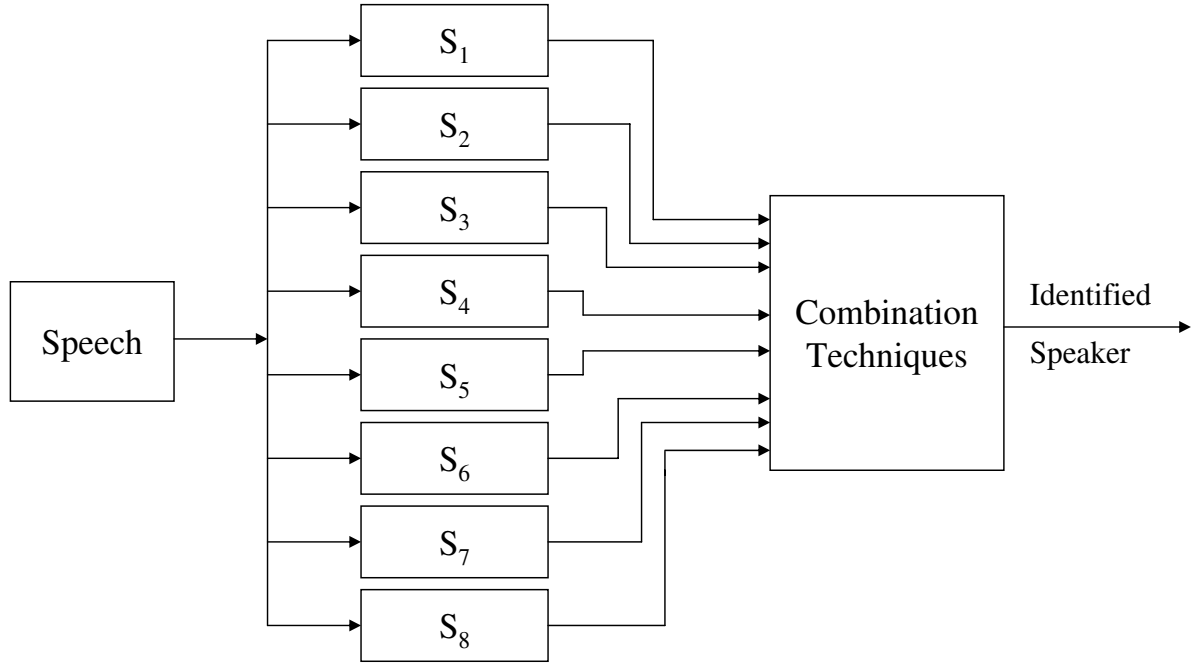 S₁
S₂
S₃
S₄
S₅
S₆
S₇
S₈
Speech
Combination
Techniques
Identified
Speaker